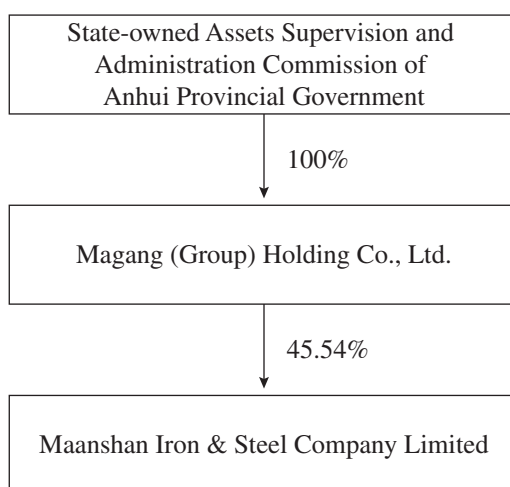 State-owned Assets Supervision and
Administration Commission of
Anhui Provincial Government
100%
Magang (Group) Holding Co., Ltd.
45.54%
Maanshan Iron & Steel Company Limited